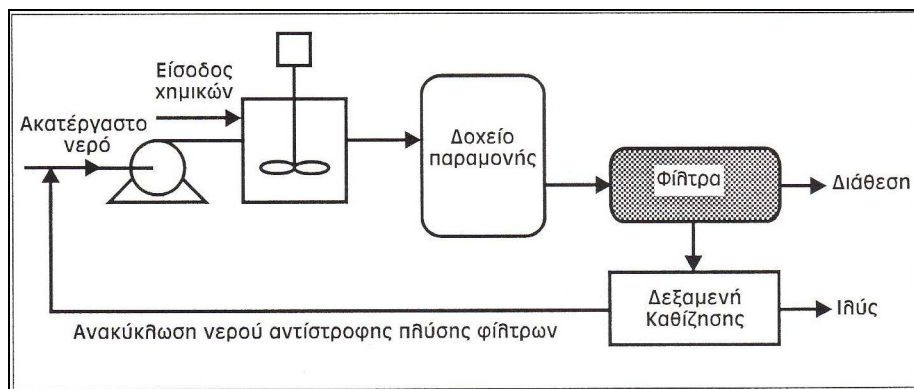 Είσοδος
χημικών
Ακατέργαστο
νερό
Δοχείο
παραμονής
Φίλτρα
Διάθεση
Δεξαμενή
Καθίζησης
Ιλύς
Ανακύκλωση νερού αντίστροφης πλύσης φίλτρων